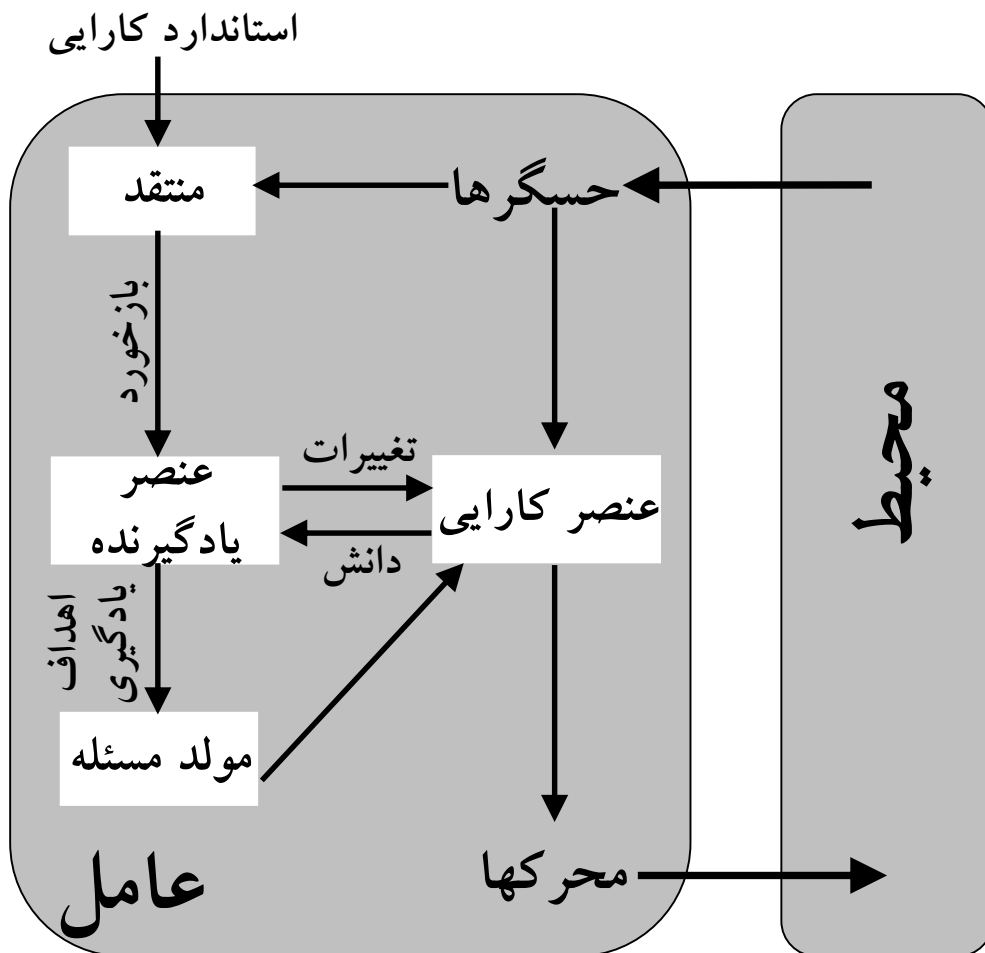 استاندارد کارایی
منتقد
حسگرها
بازخورد
محیط
تغییرات
عنصر
یادگیرنده
عنصر کارایی
دانش
اهداف
یادگیری
مولد مسئله
عامل
محرکها